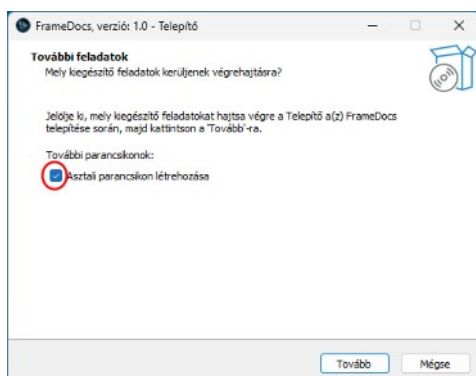 FrameDocs, verzió: 1.0 - Telepítő
További feladatok
Mely kiegészítő feladatok kerüljenek végrehajtásra?
Jelölje ki, mely kiegészítő feladatokat hajtsa végre a Telepítő a(z) FrameDocs
telepítése során, majd kattintson a 'Tovább'-ra.
További parancsikonok:
Asztali parancsikon létrehozása
Tovább
Mégse